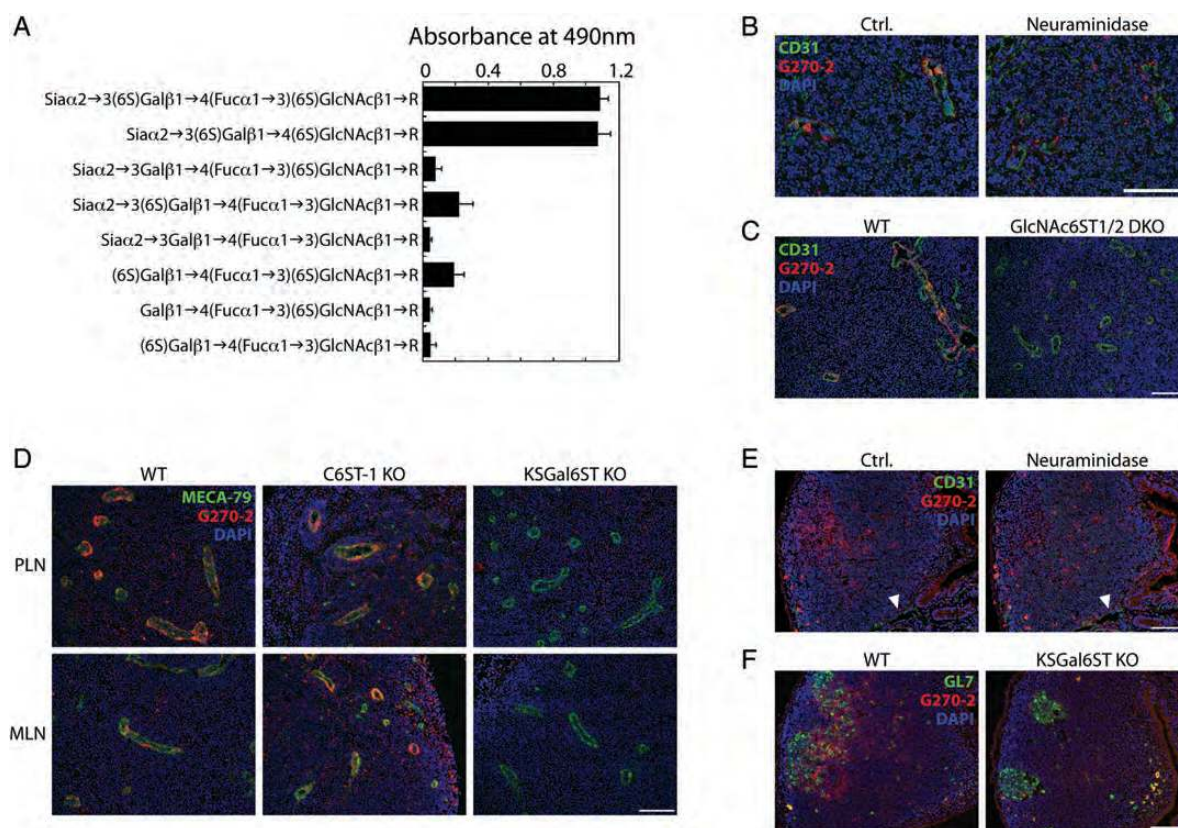 A
Absorbance at 490nm
0 0.4 0.8 1.2
Siaα2→3(6S)Galβ1→4(Fucα1→3)(6S)GlcNAcβ1→R
Siaα2→3(6S)Galβ1→4(6S)GlcNAcβ1→R
Siaα2→3Galβ1→4(Fucα1→3)(6S)GlcNAcβ1→R
Siaα2→3(6S)Galβ1→4(Fucα1→3)GlcNAcβ1→R
Siaα2→3Galβ1→4(Fucα1→3)GlcNAcβ1→R
(6S)Galβ1→4(Fucα1→3)(6S)GlcNAcβ1→R
Galβ1→4(Fucα1→3)(6S)GlcNAcβ1→R
(6S)Galβ1→4(Fucα1→3)GlcNAcβ1→R
B
Ctrl. Neuraminidase
CD31
G270-2
DAPI
C
WT GlcNAc6ST1/2 DKO
CD31
G270-2
DAPI
D
WT C6ST-1 KO KSGal6ST KO
MECA-79
G270-2
DAPI
PLN
MLN
E
Ctrl. Neuraminidase
CD31
G270-2
DAPI
F
WT KSGal6ST KO
GL7
G270-2
DAPI